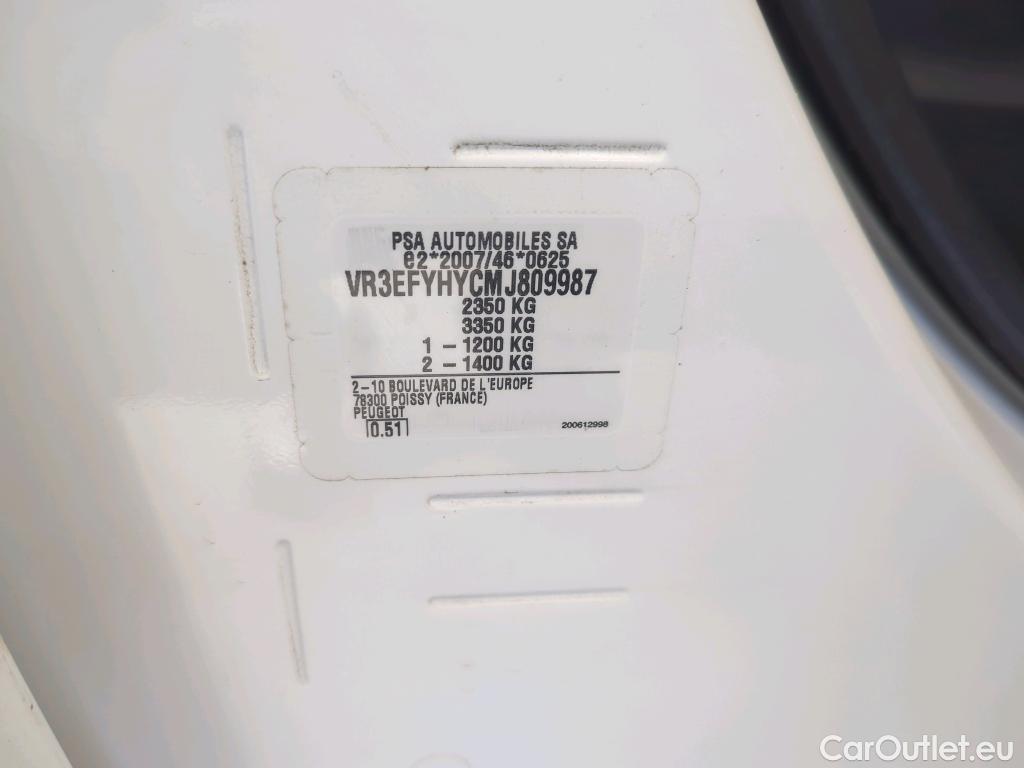 PSA AUTOMOBILES SA
e2*2007/46*0625
VR3EFYHYCMJ809987
2350 KG
3350 KG
1 – 1200 KG
2 – 1400 KG
2–10 BOULEVARD DE L'EUROPE
78300 POISSY (FRANCE)
PEUGEOT
0.51
200612998
CarOutlet.eu